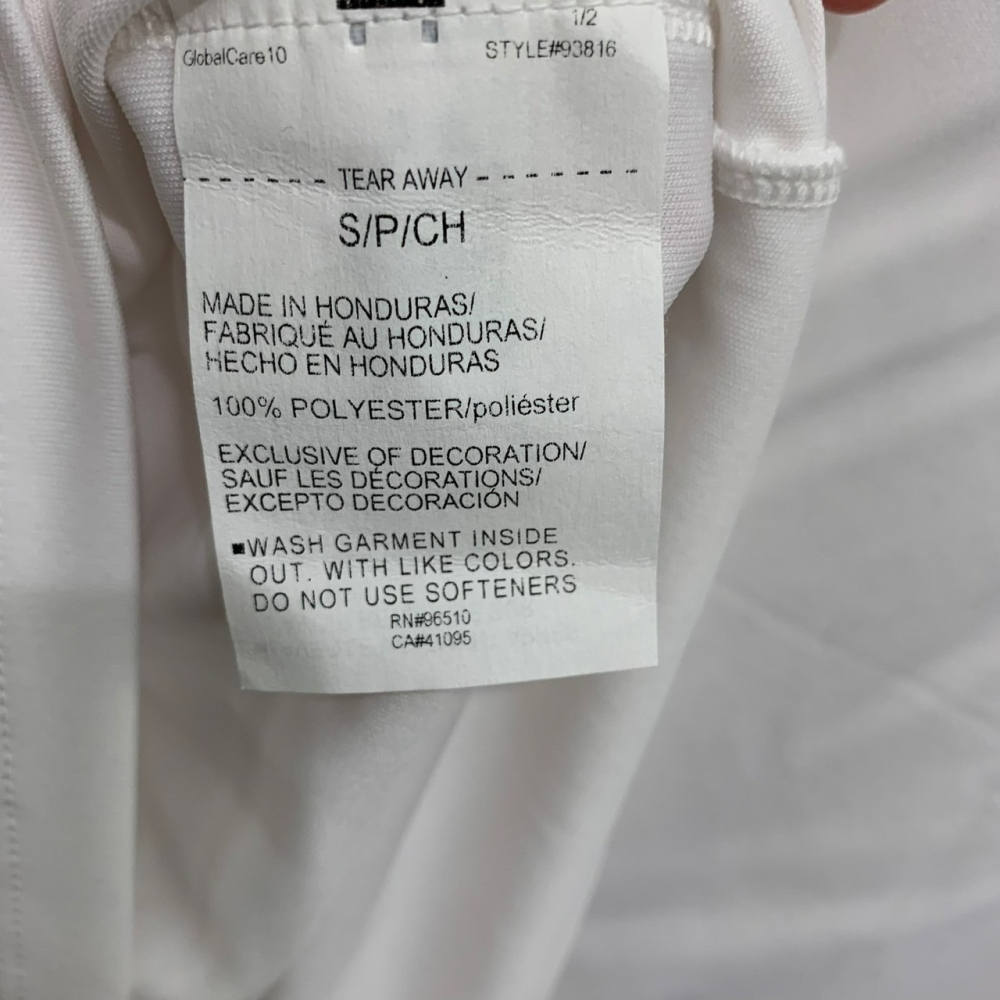 1/2
GlobalCare10 STYLE#93816
TEAR AWAY
S/P/CH
MADE IN HONDURAS/
FABRIQUÉ AU HONDURAS/
HECHO EN HONDURAS
100% POLYESTER/poliéster
EXCLUSIVE OF DECORATION/
SAUF LES DÉCORATIONS/
EXCEPTO DECORACIÓN
WASH GARMENT INSIDE
OUT. WITH LIKE COLORS.
DO NOT USE SOFTENERS
RN#96510
CA#41095